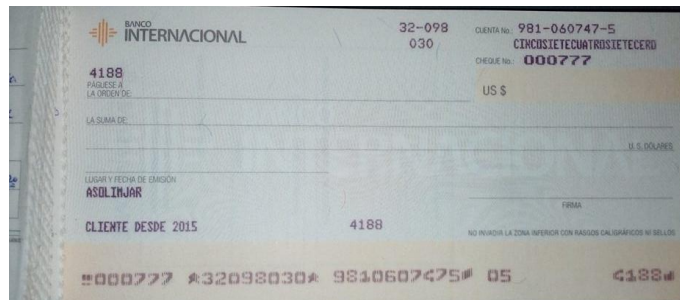 BANCO
INTERNACIONAL
32-098
030
CUENTA No.: 981-060747-5
CINCOSIETECUATROSIETECERO
CHEQUE No.: 000777
4188
PÁGUESE A
LA ORDEN DE:
US $
LA SUMA DE:
U. S. DÓLARES
LUGAR Y FECHA DE EMISIÓN
ASOLIMJAR
FIRMA
CLIENTE DESDE 2015
4188
NO INVADIR LA ZONA INFERIOR CON RASGOS CALIGRÁFICOS NI SELLOS
⑈000777 ⑆32098030⑆ 9810607475⑈ 05 4188⑈